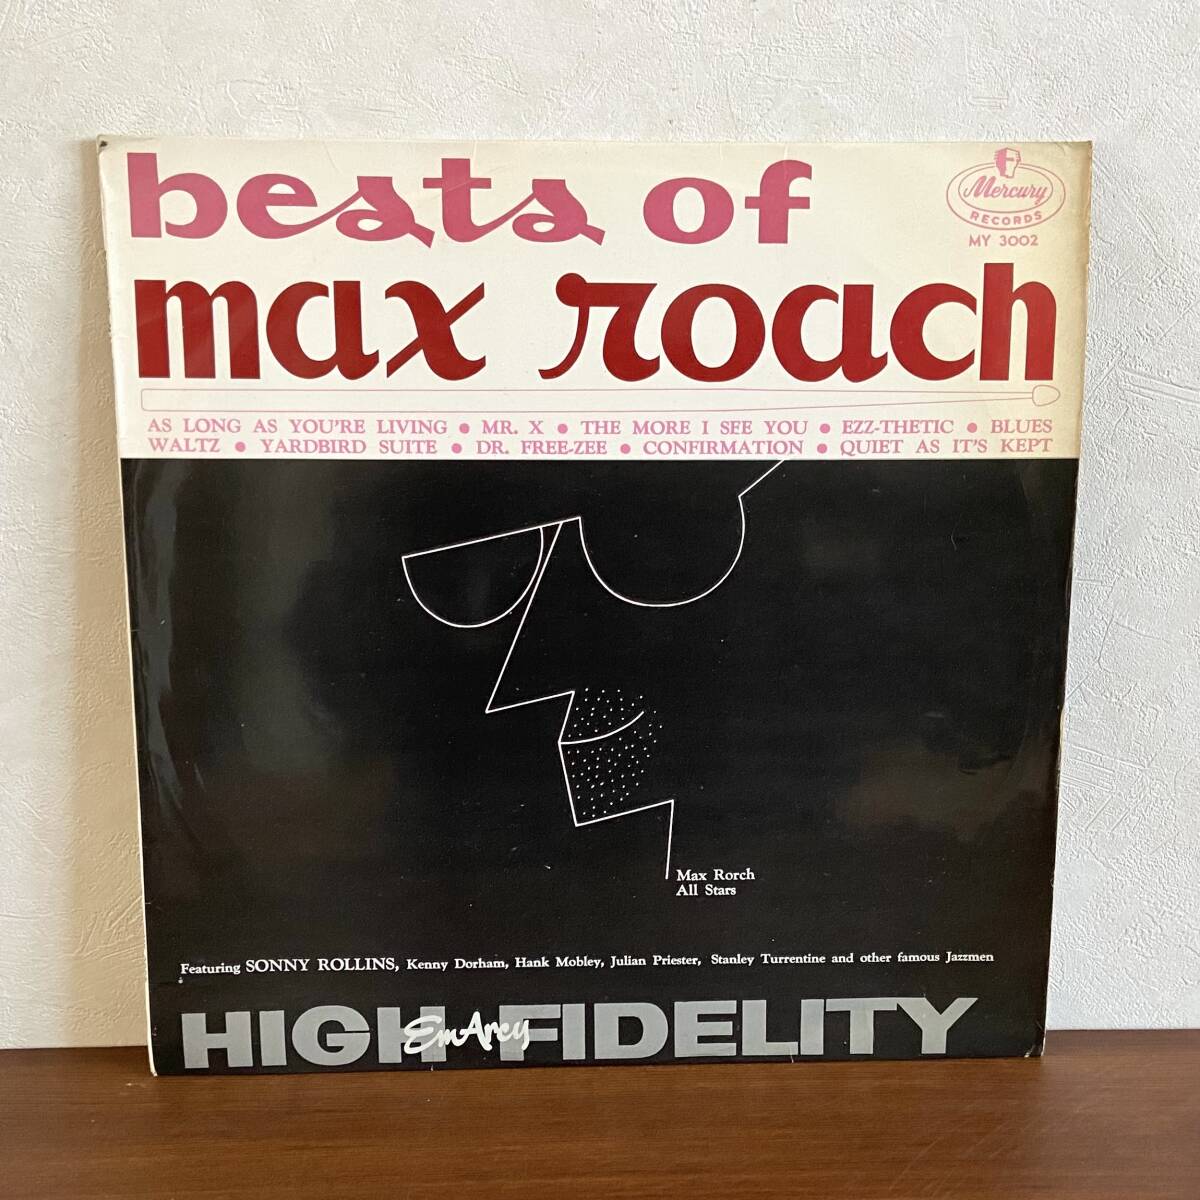 bests of
Mercury
RECORDS
MY 3002
max roach
AS LONG AS YOU'RE LIVING • MR. X • THE MORE I SEE YOU • EZZ-THETIC • BLUES
WALTZ • YARDBIRD SUITE • DR. FREE-ZEE • CONFIRMATION • QUIET AS IT'S KEPT
Max Rorch
All Stars
Featuring SONNY ROLLINS, Kenny Dorham, Hank Mobley, Julian Priester, Stanley Turrentine and other famous Jazzmen
HIGH FIDELITY
EmArcy